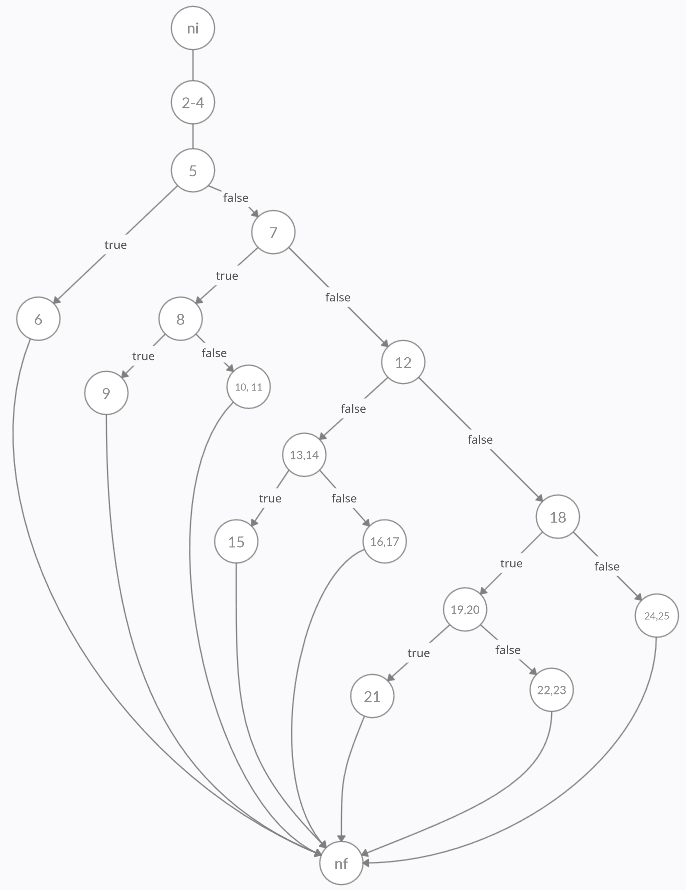 ni
2-4
5
false
7
true
true
false
6
8
12
true
false
9
10, 11
false
false
13,14
true
false
18
15
16,17
true
false
19,20
24,25
true
false
21
22,23
nf